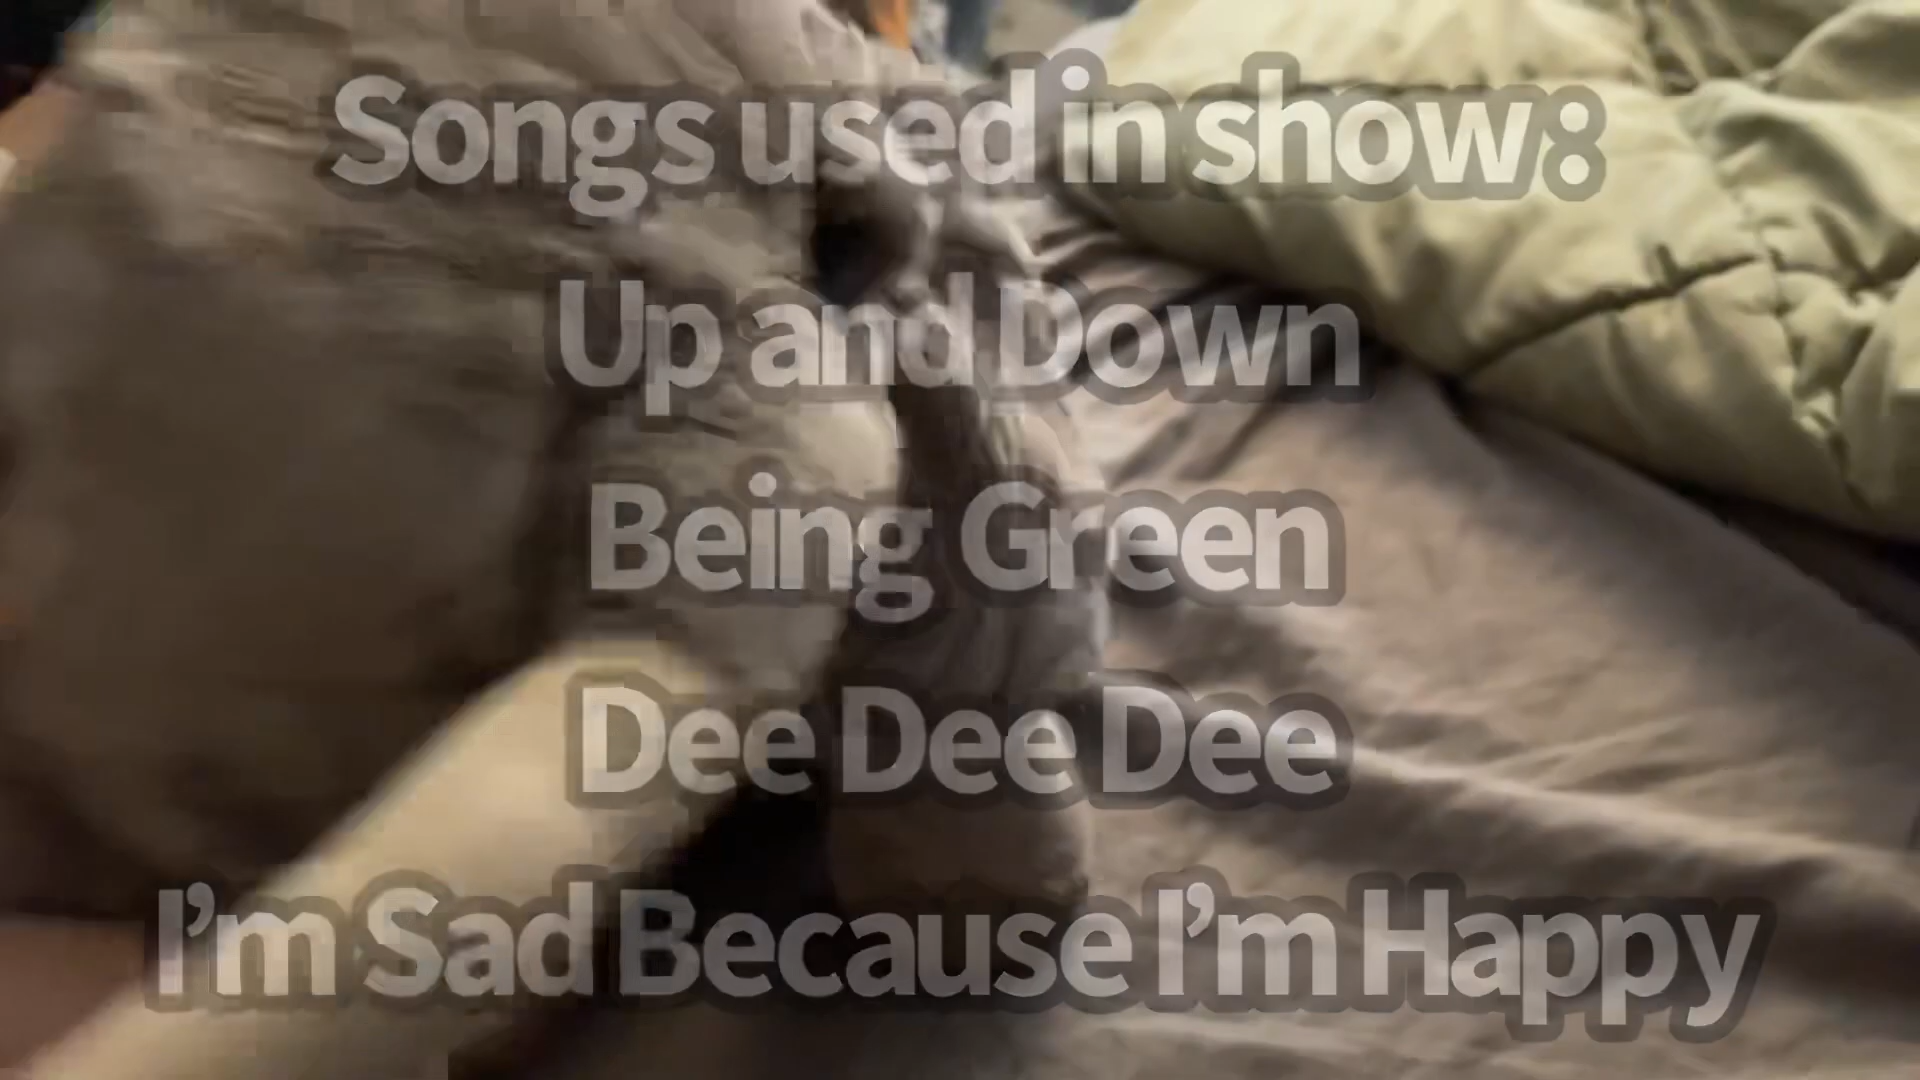 Songs used in show:
Up and Down
Being Green
Dee Dee Dee
I'm Sad Because I'm Happy